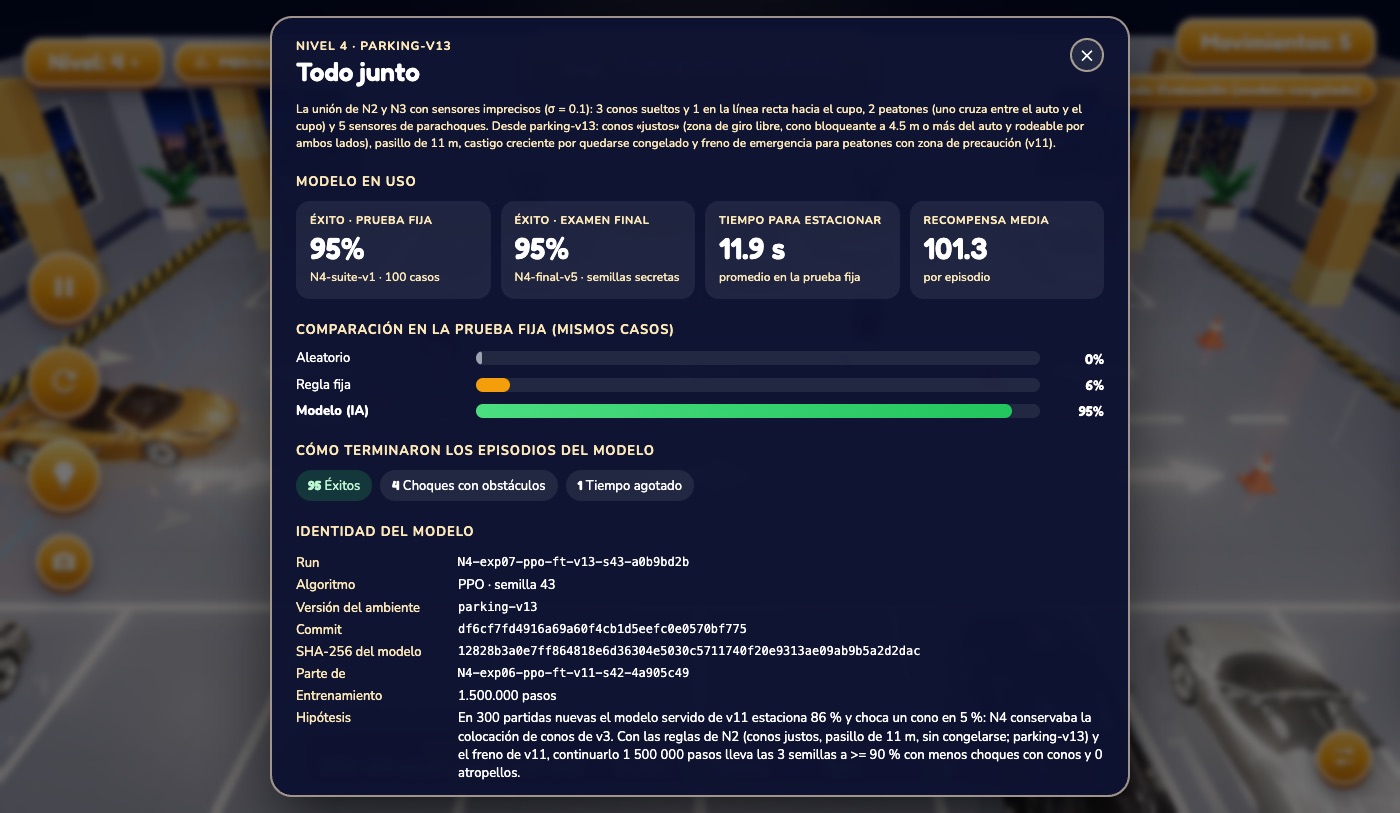 NIVEL 4 · PARKING-V13
Todo junto
La unión de N2 y N3 con sensores imprecisos (σ = 0.1): 3 conos sueltos y 1 en la línea recta hacia el cupo, 2 peatones (uno cruza entre el auto y el
cupo) y 5 sensores de parachoques. Desde parking-v13: conos «justos» (zona de giro libre, cono bloqueante a 4.5 m o más del auto y rodeable por
ambos lados), pasillo de 11 m, castigo creciente por quedarse congelado y freno de emergencia para peatones con zona de precaución (v11).
MODELO EN USO
ÉXITO · PRUEBA FIJA
95%
N4-suite-v1 · 100 casos
ÉXITO · EXAMEN FINAL
95%
N4-final-v5 · semillas secretas
TIEMPO PARA ESTACIONAR
11.9 s
promedio en la prueba fija
RECOMPENSA MEDIA
101.3
por episodio
COMPARACIÓN EN LA PRUEBA FIJA (MISMOS CASOS)
Aleatorio 0%
Regla fija 6%
Modelo (IA) 95%
CÓMO TERMINARON LOS EPISODIOS DEL MODELO
95 Éxitos
4 Choques con obstáculos
1 Tiempo agotado
IDENTIDAD DEL MODELO
Run N4-exp07-ppo-ft-v13-s43-a0b9bd2b
Algoritmo PPO · semilla 43
Versión del ambiente parking-v13
Commit df6cf7fd4916a69a60f4cb1d5eefc0e0570bf775
SHA-256 del modelo 12828b3a0e7ff864818e6d36304e5030c5711740f20e9313ae09ab9b5a2d2dac
Parte de N4-exp06-ppo-ft-v11-s42-4a905c49
Entrenamiento 1.500.000 pasos
Hipótesis En 300 partidas nuevas el modelo servido de v11 estaciona 86 % y choca un cono en 5 %: N4 conservaba la
colocación de conos de v3. Con las reglas de N2 (conos justos, pasillo de 11 m, sin congelarse; parking-v13) y
el freno de v11, continuarlo 1 500 000 pasos lleva las 3 semillas a >= 90 % con menos choques con conos y 0
atropellos.
Nivel: 4
Movimientos: 5